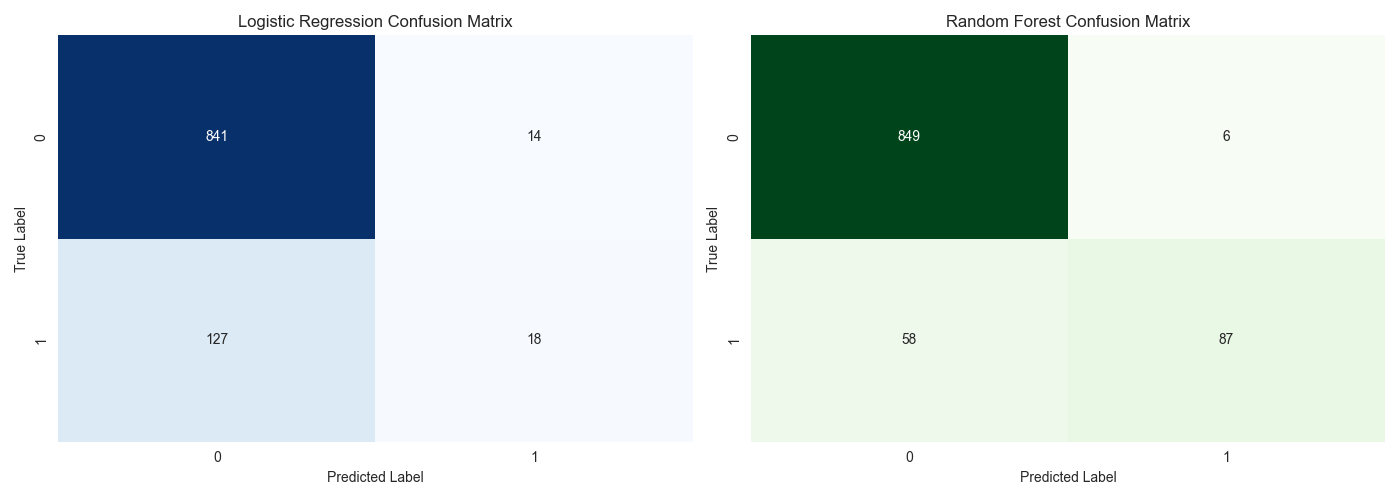 Logistic Regression Confusion Matrix
True Label
0
841
14
1
127
18
0
1
Predicted Label
Random Forest Confusion Matrix
True Label
0
849
6
1
58
87
0
1
Predicted Label